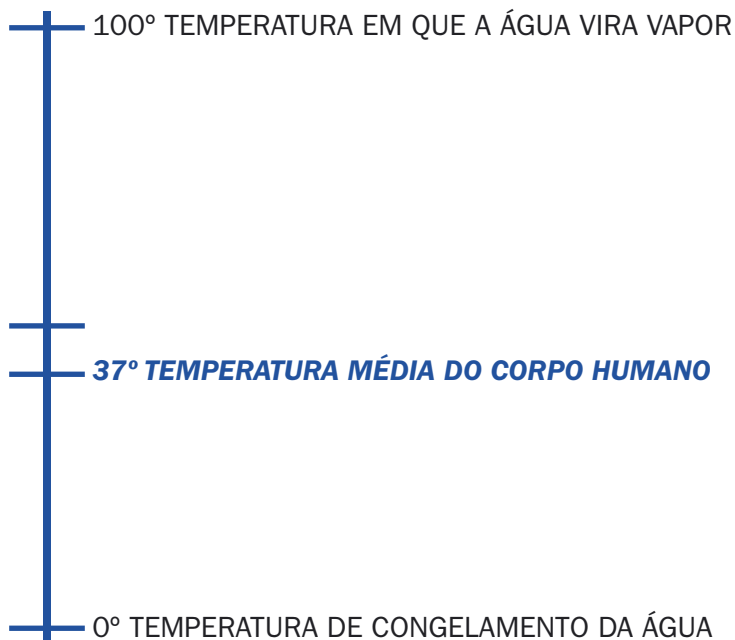 100º TEMPERATURA EM QUE A ÁGUA VIRA VAPOR
37º TEMPERATURA MÉDIA DO CORPO HUMANO
0º TEMPERATURA DE CONGELAMENTO DA ÁGUA